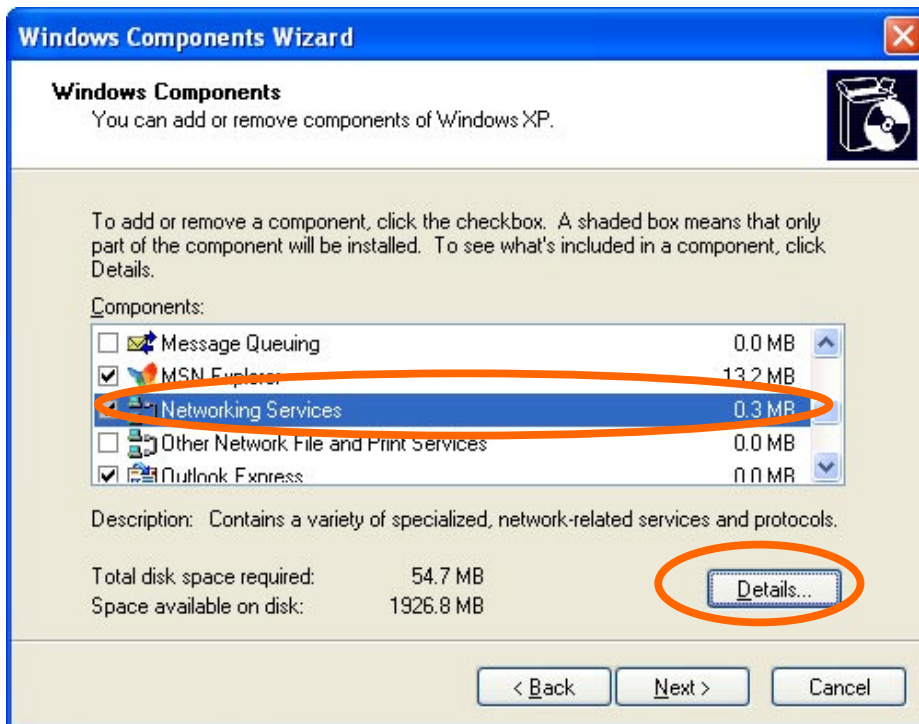 Windows Components Wizard
Windows Components
You can add or remove components of Windows XP.
To add or remove a component, click the checkbox. A shaded box means that only
part of the component will be installed. To see what's included in a component, click
Details.
Components:
Message Queuing 0.0 MB
MSN Explorer 13.2 MB
Networking Services 0.3 MB
Other Network File and Print Services 0.0 MB
Outlook Express 0.0 MB
Description: Contains a variety of specialized, network-related services and protocols.
Total disk space required: 54.7 MB
Space available on disk: 1926.8 MB
Details...
< Back Next > Cancel